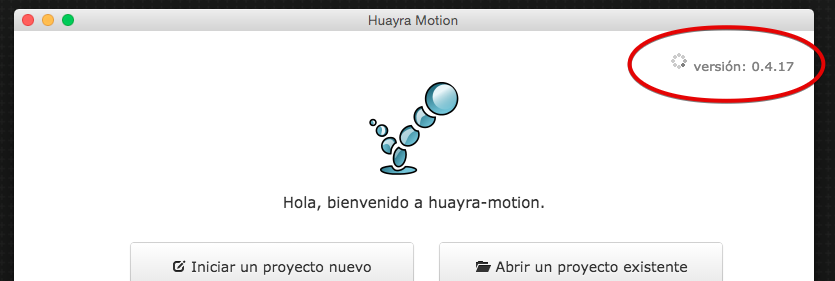 Huayra Motion
versión: 0.4.17
Hola, bienvenido a huayra-motion.
Iniciar un proyecto nuevo
Abrir un proyecto existente